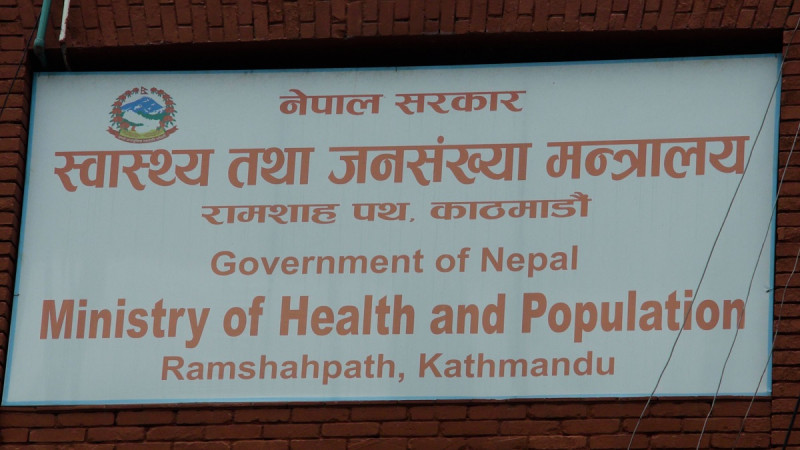 नेपाल सरकार
स्वास्थ्य तथा जनसंख्या मन्त्रालय
रामशाह पथ, काठमाडौं
Government of Nepal
Ministry of Health and Population
Ramshahpath, Kathmandu